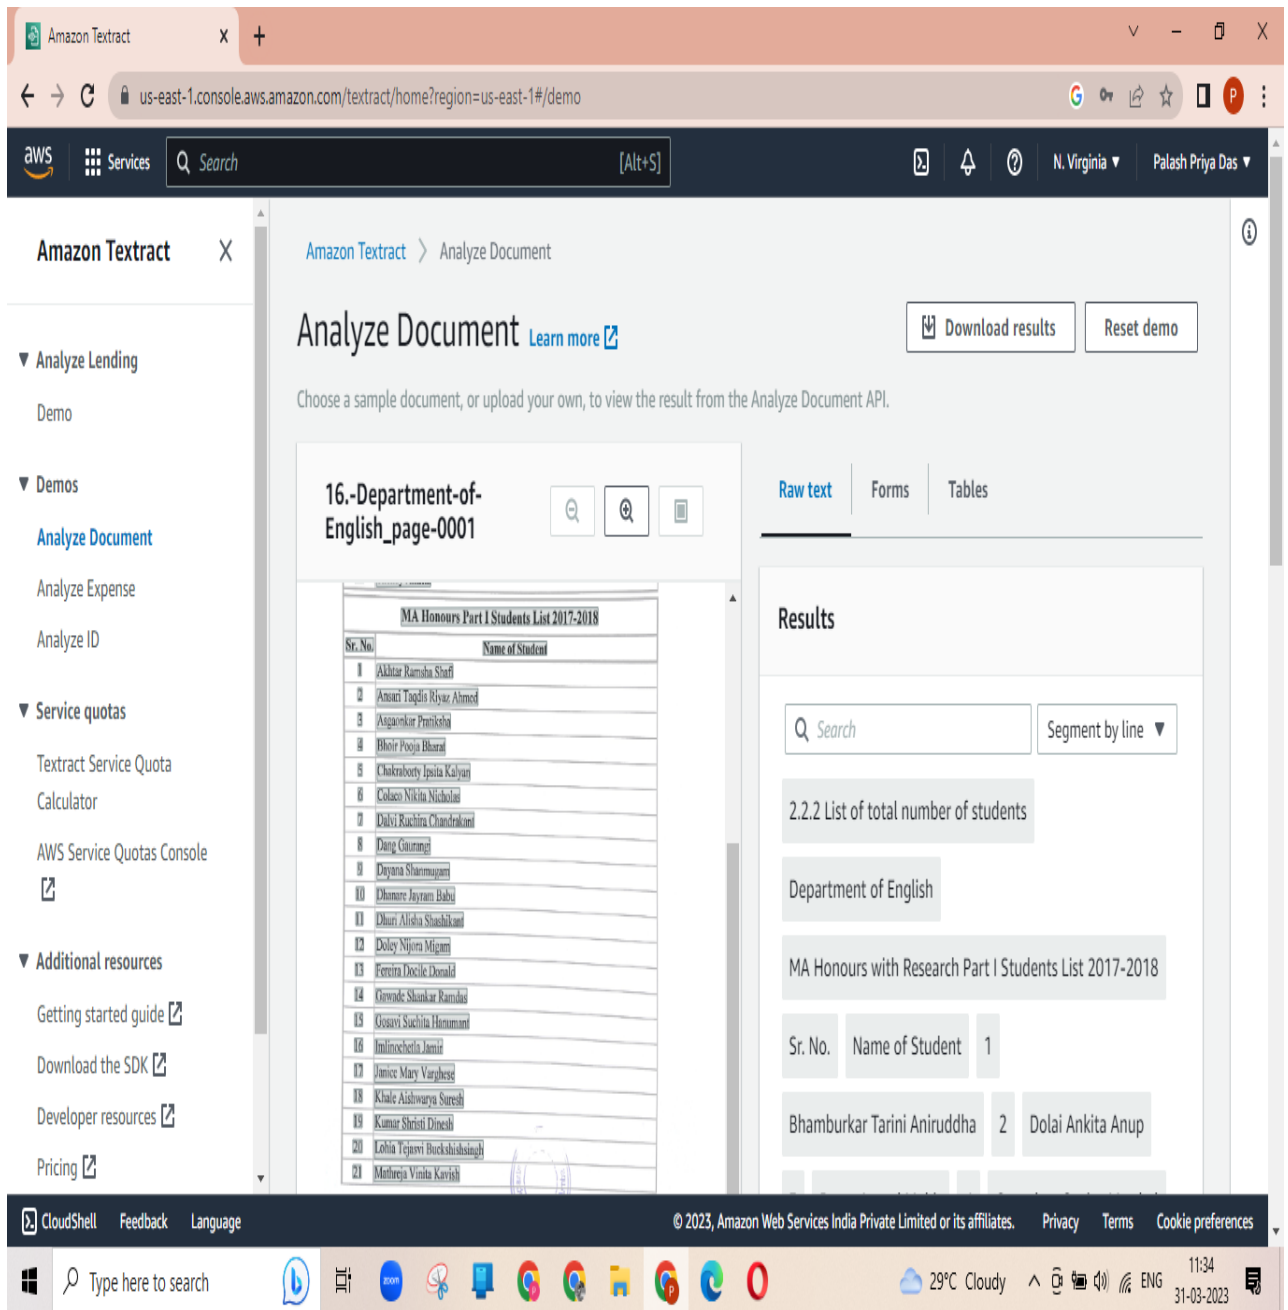 Amazon Textract
us-east-1.console.aws.amazon.com/textract/home?region=us-east-1#/demo
P
aws Services Search [Alt+S] N. Virginia Palash Priya Das
Amazon Textract
Analyze Lending
Demo
Demos
Analyze Document
Analyze Expense
Analyze ID
Service quotas
Textract Service Quota
Calculator
AWS Service Quotas Console
Additional resources
Getting started guide
Download the SDK
Developer resources
Pricing
Amazon Textract > Analyze Document
Analyze Document Learn more
Download results
Reset demo
Choose a sample document, or upload your own, to view the result from the Analyze Document API.
16.-Department-of-
English_page-0001
MA Honours Part I Students List 2017-2018
Sr. No. Name of Student
1 Akhtar Ramsha Shafi
2 Ansari Taqdis Riyaz Ahmed
3 Asgaonkar Pratiksha
4 Bhoir Pooja Bharat
5 Chakraborty Ipsita Kalyan
6 Colaco Nikita Nicholas
7 Dalvi Ruchira Chandrakant
8 Dang Gaurangi
9 Dayana Shanmugam
10 Dhanare Jayram Babu
11 Dhuri Alisha Shashikant
12 Doley Nijora Migam
13 Fereira Docile Donald
14 Gawade Shankar Ramdas
15 Gosavi Suchita Hanumant
16 Imlinochetla Jamir
17 Janice Mary Varghese
18 Khale Aishwarya Suresh
19 Kumar Shristi Dinesh
20 Lohia Tejasvi Buckshishsingh
21 Mathreja Vinita Kavish
Raw text Forms Tables
Results
Search Segment by line
2.2.2 List of total number of students
Department of English
MA Honours with Research Part I Students List 2017-2018
Sr. No. Name of Student 1
Bhamburkar Tarini Aniruddha 2 Dolai Ankita Anup
CloudShell Feedback Language © 2023, Amazon Web Services India Private Limited or its affiliates. Privacy Terms Cookie preferences
Type here to search zoom 29°C Cloudy ENG 11:34
31-03-2023